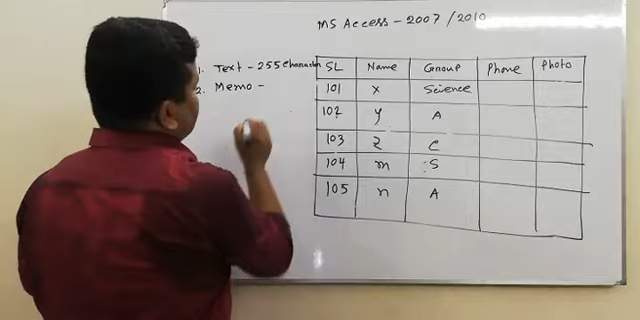 MS Access - 2007 / 2010
1. Text - 255 Character
2. Memo -
SL Name Group Phone Photo
101 x Science
102 y A
103 z C
104 m S
105 n A